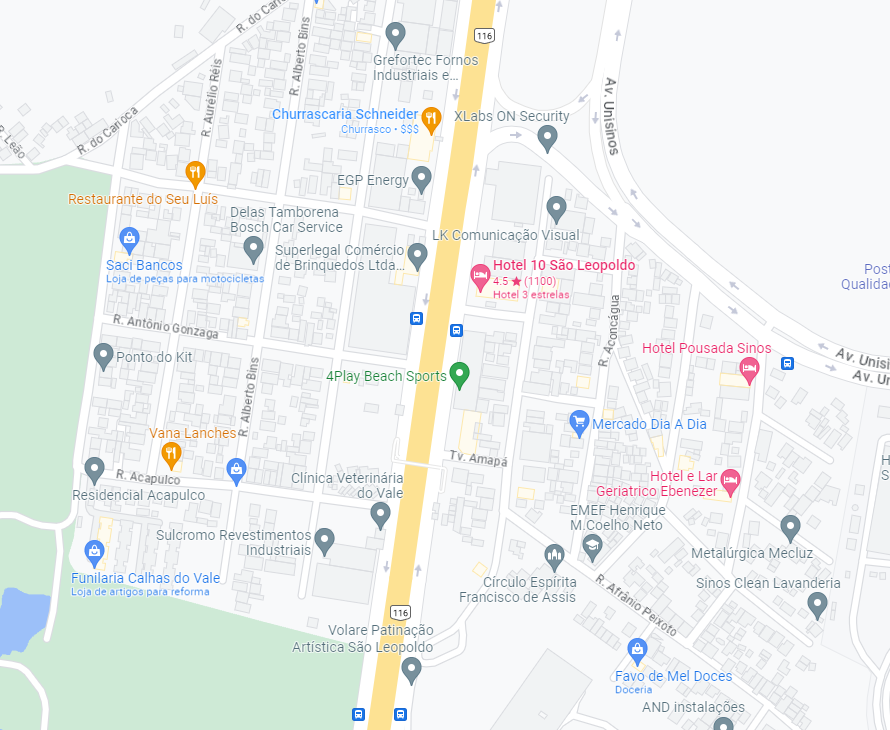 R. do Carioca
R. Alberto Bins
R. Aurélio Réis
116
Grefortec Fornos
Industriais e...
Churrascaria Schneider
Churrasco • $$$
XLabs ON Security
Av. Unisinos
R. do Carioca
R. Leão
EGP Energy
Restaurante do Seu Luis
Delas Tamborena
Bosch Car Service
LK Comunicação Visual
Superlegal Comércio
de Brinquedos Ltda...
Saci Bancos
Loja de peças para motocicletas
Hotel 10 São Leopoldo
4.5 ★ (1100)
Hotel 3 estrelas
Post
Qualida
R. Antônio Gonzaga
R. Aconcágua
Ponto do Kit
Hotel Pousada Sinos
Av. Unisi
Av. Un
4Play Beach Sports
R. Alberto Bins
Vana Lanches
Mercado Dia A Dia
Tv. Amapá
R. Acapulco
Residencial Acapulco
Clínica Veterinária
do Vale
Hotel e Lar
Geriatrico Ebenezer
H
S
EMEF Henrique
M.Coelho Neto
Sulcromo Revestimentos
Industriais
Metalúrgica Mecluz
Funilaria Calhas do Vale
Loja de artigos para reforma
Círculo Espírita
Francisco de Assis
Sinos Clean Lavanderia
R. Afrânio Peixoto
116
Volare Patinação
Artística São Leopoldo
Favo de Mel Doces
Doceria
AND instalações